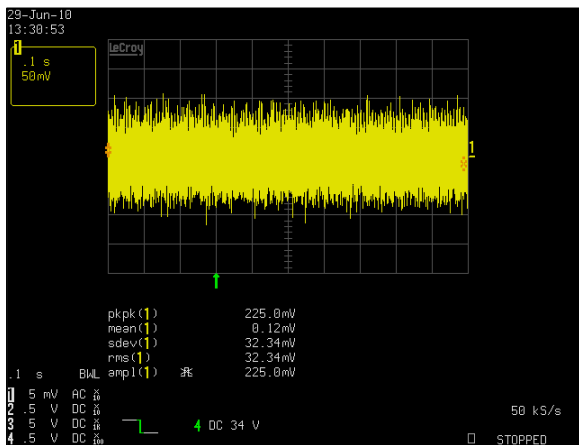 29-Jun-10
13:30:53
1
.1 s
50mV
LeCroy
1
pkpk(1) 225.0mV
mean(1) 0.12mV
sdev(1) 32.34mV
rms(1) 32.34mV
ampl(1) 225.0mV
.1 s BWL
1 5 mV AC
2 .5 V DC
3 5 V DC
4 .5 V DC
4 DC 34 V
50 kS/s
STOPPED